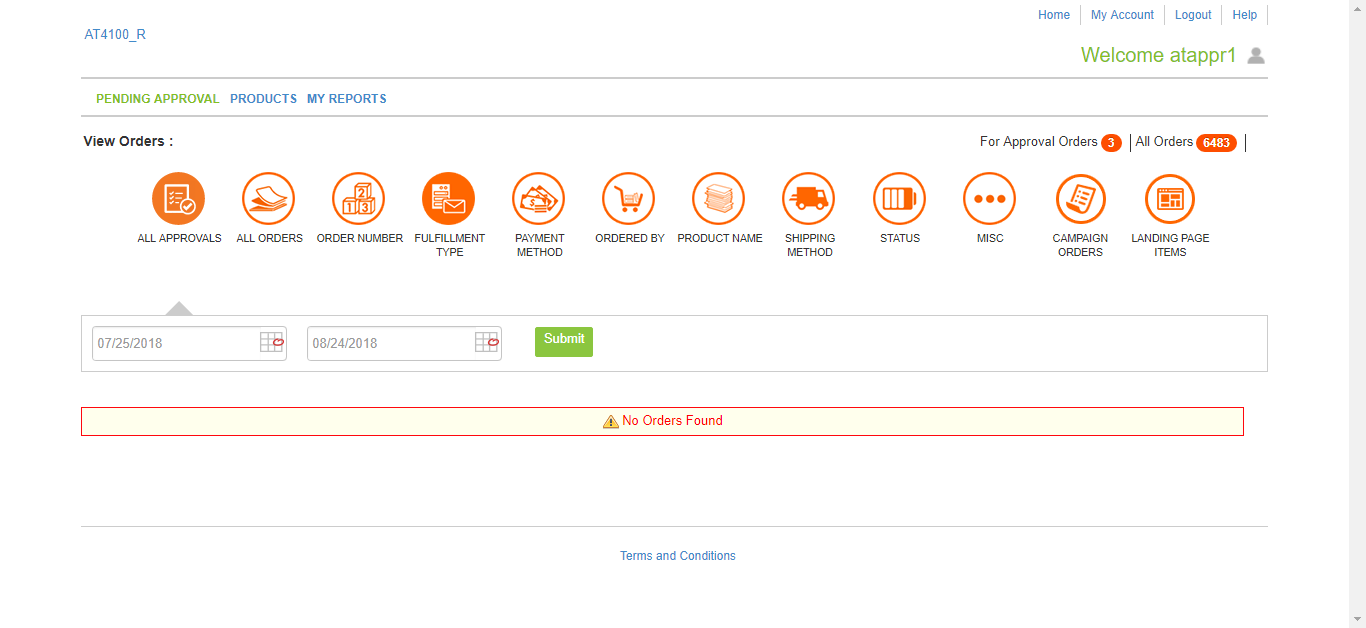 Home My Account Logout Help
AT4100_R
Welcome atappr1
PENDING APPROVAL PRODUCTS MY REPORTS
View Orders :
For Approval Orders 3 All Orders 6483
1 2 3
ALL APPROVALS ALL ORDERS ORDER NUMBER FULFILLMENT TYPE PAYMENT METHOD ORDERED BY PRODUCT NAME SHIPPING METHOD STATUS MISC CAMPAIGN ORDERS LANDING PAGE ITEMS
07/25/2018 08/24/2018 Submit
No Orders Found
Terms and Conditions